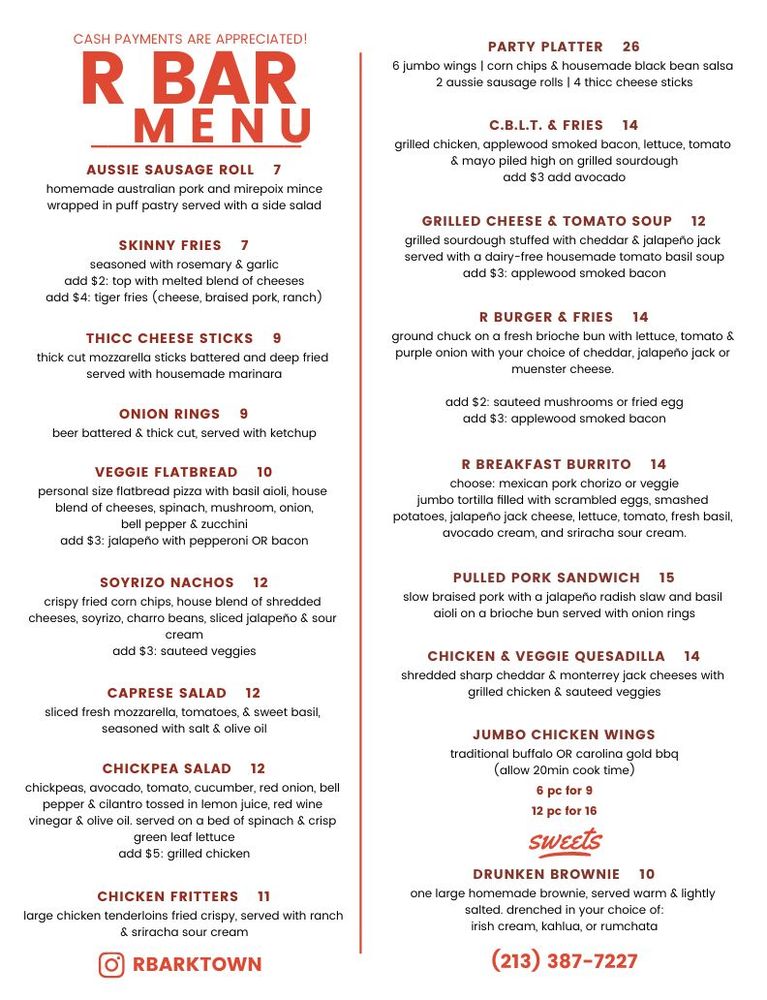 CASH PAYMENTS ARE APPRECIATED!
R BAR
MENU
AUSSIE SAUSAGE ROLL 7
homemade australian pork and mirepoix mince
wrapped in puff pastry served with a side salad
SKINNY FRIES 7
seasoned with rosemary & garlic
add $2: top with melted blend of cheeses
add $4: tiger fries (cheese, braised pork, ranch)
THICC CHEESE STICKS 9
thick cut mozzarella sticks battered and deep fried
served with housemade marinara
ONION RINGS 9
beer battered & thick cut, served with ketchup
VEGGIE FLATBREAD 10
personal size flatbread pizza with basil aioli, house
blend of cheeses, spinach, mushroom, onion,
bell pepper & zucchini
add $3: jalapeño with pepperoni OR bacon
SOYRIZO NACHOS 12
crispy fried corn chips, house blend of shredded
cheeses, soyrizo, charro beans, sliced jalapeño & sour
cream
add $3: sauteed veggies
CAPRESE SALAD 12
sliced fresh mozzarella, tomatoes, & sweet basil,
seasoned with salt & olive oil
CHICKPEA SALAD 12
chickpeas, avocado, tomato, cucumber, red onion, bell
pepper & cilantro tossed in lemon juice, red wine
vinegar & olive oil. served on a bed of spinach & crisp
green leaf lettuce
add $5: grilled chicken
CHICKEN FRITTERS 11
large chicken tenderloins fried crispy, served with ranch
& sriracha sour cream
RBARKTOWN
PARTY PLATTER 26
6 jumbo wings | corn chips & housemade black bean salsa
2 aussie sausage rolls | 4 thicc cheese sticks
C.B.L.T. & FRIES 14
grilled chicken, applewood smoked bacon, lettuce, tomato
& mayo piled high on grilled sourdough
add $3 add avocado
GRILLED CHEESE & TOMATO SOUP 12
grilled sourdough stuffed with cheddar & jalapeño jack
served with a dairy-free housemade tomato basil soup
add $3: applewood smoked bacon
R BURGER & FRIES 14
ground chuck on a fresh brioche bun with lettuce, tomato &
purple onion with your choice of cheddar, jalapeño jack or
muenster cheese.
add $2: sauteed mushrooms or fried egg
add $3: applewood smoked bacon
R BREAKFAST BURRITO 14
choose: mexican pork chorizo or veggie
jumbo tortilla filled with scrambled eggs, smashed
potatoes, jalapeño jack cheese, lettuce, tomato, fresh basil,
avocado cream, and sriracha sour cream.
PULLED PORK SANDWICH 15
slow braised pork with a jalapeño radish slaw and basil
aioli on a brioche bun served with onion rings
CHICKEN & VEGGIE QUESADILLA 14
shredded sharp cheddar & monterrey jack cheeses with
grilled chicken & sauteed veggies
JUMBO CHICKEN WINGS
traditional buffalo OR carolina gold bbq
(allow 20min cook time)
6 pc for 9
12 pc for 16
sweets
DRUNKEN BROWNIE 10
one large homemade brownie, served warm & lightly
salted. drenched in your choice of:
irish cream, kahlua, or rumchata
(213) 387-7227